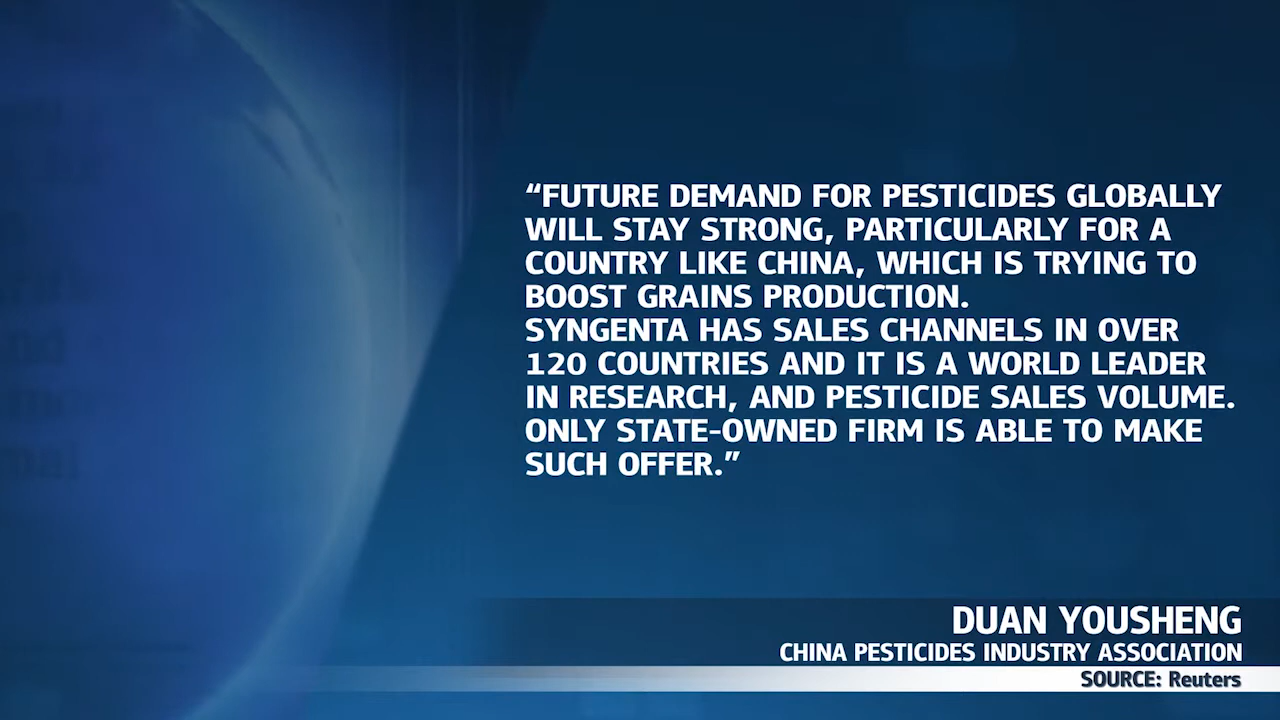 “FUTURE DEMAND FOR PESTICIDES GLOBALLY
WILL STAY STRONG, PARTICULARLY FOR A
COUNTRY LIKE CHINA, WHICH IS TRYING TO
BOOST GRAINS PRODUCTION.
SYNGENTA HAS SALES CHANNELS IN OVER
120 COUNTRIES AND IT IS A WORLD LEADER
IN RESEARCH, AND PESTICIDE SALES VOLUME.
ONLY STATE-OWNED FIRM IS ABLE TO MAKE
SUCH OFFER.”
DUAN YOUSHENG
CHINA PESTICIDES INDUSTRY ASSOCIATION
SOURCE: Reuters